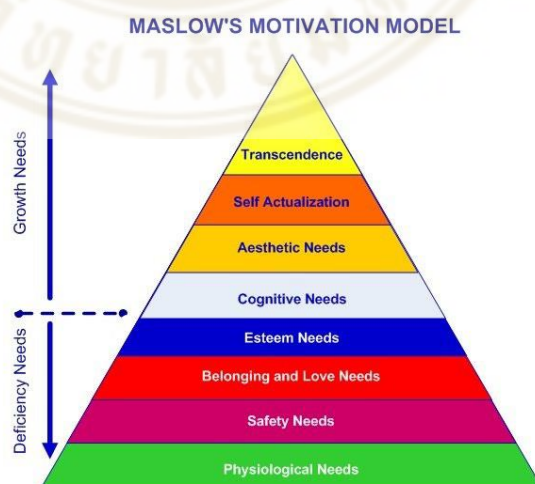 MASLOW'S MOTIVATION MODEL
Growth Needs
Deficiency Needs
Transcendence
Self Actualization
Aesthetic Needs
Cognitive Needs
Esteem Needs
Belonging and Love Needs
Safety Needs
Physiological Needs